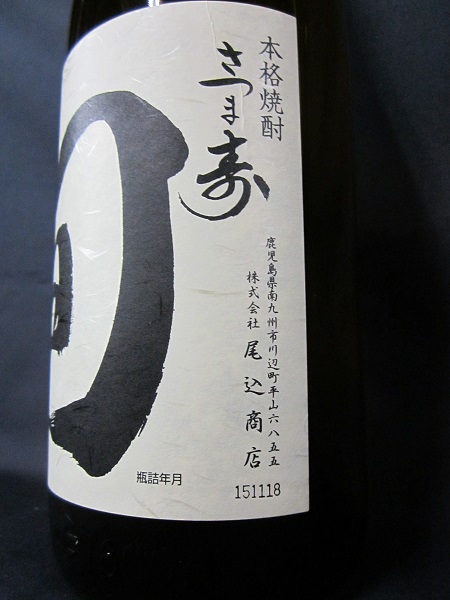 本格焼酎
さつま寿
鹿児島県南九州市川辺町平山六八五五
株式会社 尾込商店
瓶詰年月
151118